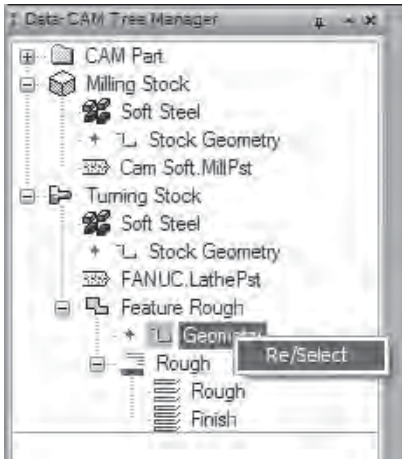 Data-CAM Tree Manager
CAM Part
Milling Stock
Soft Steel
Stock Geometry
Cam Soft.MillPst
Turning Stock
Soft Steel
Stock Geometry
FANUC.LathePst
Feature Rough
Geometry
Re/Select
Rough
Rough
Finish